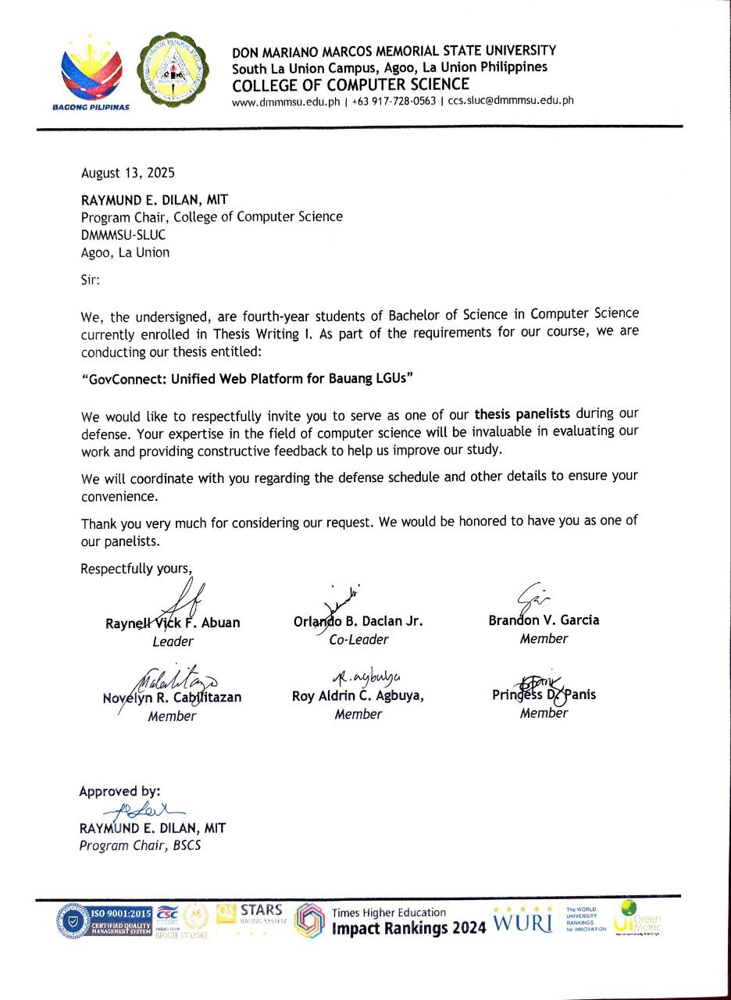 BAGONG PILIPINAS
DON MARIANO MARCOS MEMORIAL STATE UNIVERSITY
South La Union Campus, Agoo, La Union Philippines
COLLEGE OF COMPUTER SCIENCE
www.dmmmsu.edu.ph | +63 917-728-0563 | ccs.sluc@dmmmsu.edu.ph
August 13, 2025
RAYMUND E. DILAN, MIT
Program Chair, College of Computer Science
DMMMSU-SLUC
Agoo, La Union
Sir:
We, the undersigned, are fourth-year students of Bachelor of Science in Computer Science
currently enrolled in Thesis Writing I. As part of the requirements for our course, we are
conducting our thesis entitled:
“GovConnect: Unified Web Platform for Bauang LGUs”
We would like to respectfully invite you to serve as one of our thesis panelists during our
defense. Your expertise in the field of computer science will be invaluable in evaluating our
work and providing constructive feedback to help us improve our study.
We will coordinate with you regarding the defense schedule and other details to ensure your
convenience.
Thank you very much for considering our request. We would be honored to have you as one of
our panelists.
Respectfully yours,
Raynell Vick F. Abuan Orlando B. Daclan Jr. Brandon V. Garcia
Leader Co-Leader Member
R. agbuya
Novelyn R. Cabilitazan Roy Aldrin C. Agbuya, Princess D. Panis
Member Member Member
Approved by:
RAYMUND E. DILAN, MIT
Program Chair, BSCS
ISO 9001:2015
CERTIFIED QUALITY
MANAGEMENT SYSTEM
CSC
BRONZE AWARDEE
QS STARS
RATING SYSTEM
Times Higher Education
Impact Rankings 2024
WURI
The WORLD
UNIVERSITY
RANKINGS
for INNOVATION
UI Green
Metric
World University Rankings